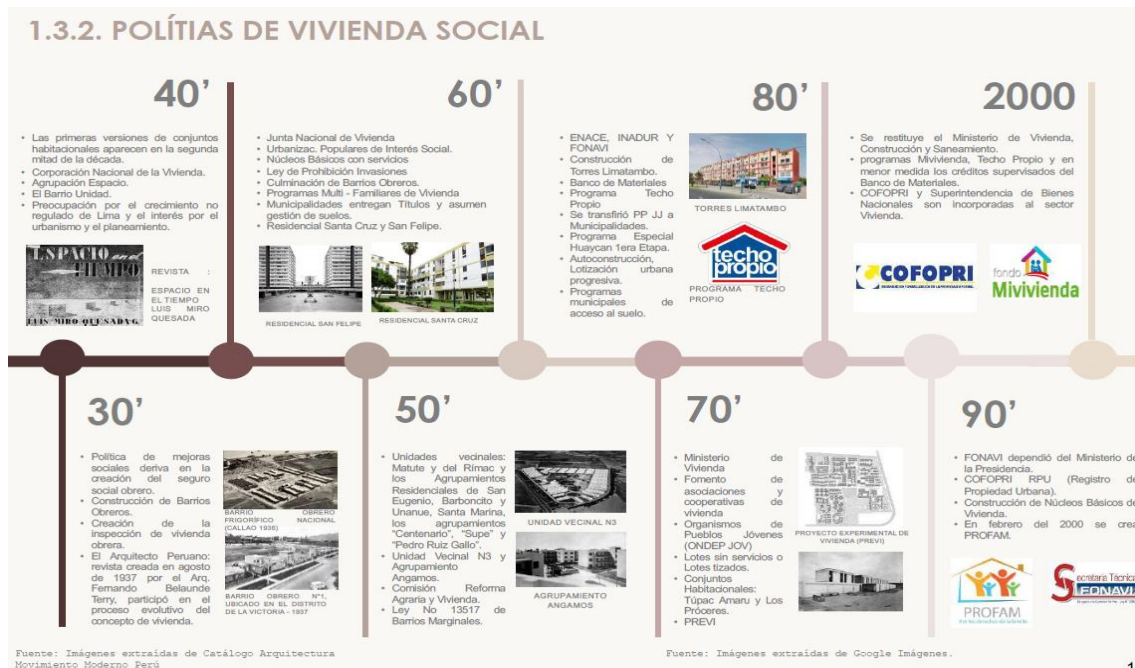 1.3.2. POLÍTIAS DE VIVIENDA SOCIAL
40'
• Las primeras versiones de conjuntos
habitacionales aparecen en la segunda
mitad de la década.
• Corporación Nacional de la Vivienda.
• Agrupación Espacio.
• El Barrio Unidad.
• Preocupación por el crecimiento no
regulado de Lima y el interés por el
urbanismo y el planeamiento.
ESPACIO en el
TIEMPO
LUIS MIRO QUESADA G.
REVISTA :
ESPACIO EN
EL TIEMPO
LUIS MIRO
QUESADA
60'
• Junta Nacional de Vivienda
• Urbanizac. Populares de Interés Social.
• Núcleos Básicos con servicios
• Ley de Prohibición Invasiones
• Culminación de Barrios Obreros.
• Programas Multi - Familiares de Vivienda
• Municipalidades entregan Títulos y asumen
gestión de suelos.
• Residencial Santa Cruz y San Felipe.
RESIDENCIAL SAN FELIPE
RESIDENCIAL SANTA CRUZ
80'
• ENACE, INADUR Y
FONAVI
• Construcción de
Torres Limatambo.
• Banco de Materiales
• Programa Techo
Propio
• Se transfirió PP JJ a
Municipalidades.
• Programa Especial
Huaycan 1era Etapa.
• Autoconstrucción,
Lotización urbana
progresiva.
• Programas
municipales de
acceso al suelo.
TORRES LIMATAMBO
techo
propio
PROGRAMA TECHO
PROPIO
2000
• Se restituye el Ministerio de Vivienda,
Construcción y Saneamiento.
• programas Mivivienda, Techo Propio y en
menor medida los créditos supervisados del
Banco de Materiales.
• COFOPRI y Superintendencia de Bienes
Nacionales son incorporadas al sector
Vivienda.
COFOPRI
fondo
Mivivienda
30'
• Política de mejoras
sociales deriva en la
creación del seguro
social obrero.
• Construcción de Barrios
Obreros.
• Creación de la
inspección de vivienda
obrera.
• El Arquitecto Peruano:
revista creada en agosto
de 1937 por el Arq.
Fernando Belaunde
Terry, participó en el
proceso evolutivo del
concepto de vivienda.
BARRIO OBRERO
FRIGORÍFICO NACIONAL
(CALLAO 1936)
BARRIO OBRERO N°1,
UBICADO EN EL DISTRITO
DE LA VICTORIA - 1937
50'
• Unidades vecinales:
Matute y del Rímac y
los Agrupamientos
Residenciales de San
Eugenio, Barboncito y
Unanue, Santa Marina,
los agrupamientos
"Centenario", "Supe" y
"Pedro Ruiz Gallo".
• Unidad Vecinal N3 y
Agrupamiento
Angamos.
• Comisión Reforma
Agraria y Vivienda.
• Ley No 13517 de
Barrios Marginales.
UNIDAD VECINAL N3
AGRUPAMIENTO
ANGAMOS
70'
• Ministerio de
Vivienda
• Fomento de
asociaciones y
cooperativas de
vivienda
• Organismos de
Pueblos Jóvenes
(ONDEP JOV)
• Lotes sin servicios o
Lotes tizados.
• Conjuntos
Habitacionales:
Túpac Amaru y Los
Próceres.
• PREVI
PROYECTO EXPERIMENTAL DE
VIVIENDA (PREVI)
90'
• FONAVI dependió del Ministerio de
la Presidencia.
• COFOPRI RPU (Registro de
Propiedad Urbana).
• Construcción de Núcleos Básicos de
Vivienda.
• En febrero del 2000 se crea
PROFAM.
PROFAM
Secretaria Técnica
FONAVI
Fuente: Imágenes extraídas de Catálogo Arquitectura
Movimiento Moderno Perú
Fuente: Imágenes extraídas de Google Imágenes.